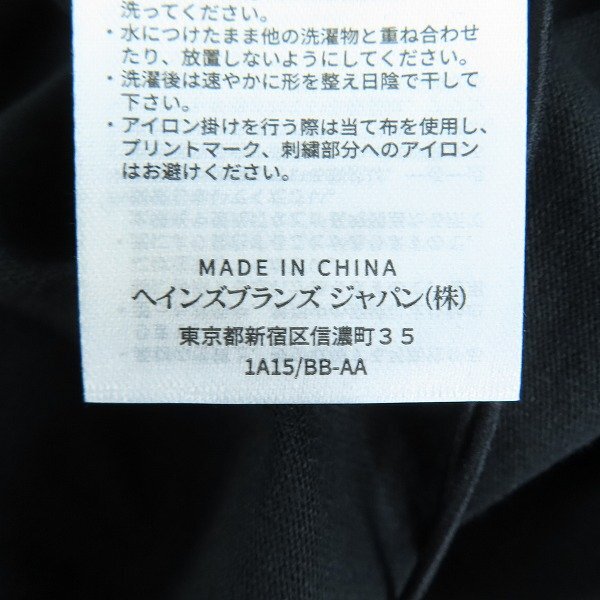 洗ってください。
・水につけたまま他の洗濯物と重ね合わせ
たり、放置しないようにしてください。
・洗濯後は速やかに形を整え日陰で干して
下さい。
・アイロン掛けを行う際は当て布を使用し、
プリントマーク、刺繍部分へのアイロン
はお避けください。
MADE IN CHINA
ヘインズブランズ ジャパン(株)
東京都新宿区信濃町３５
1A15/BB-AA